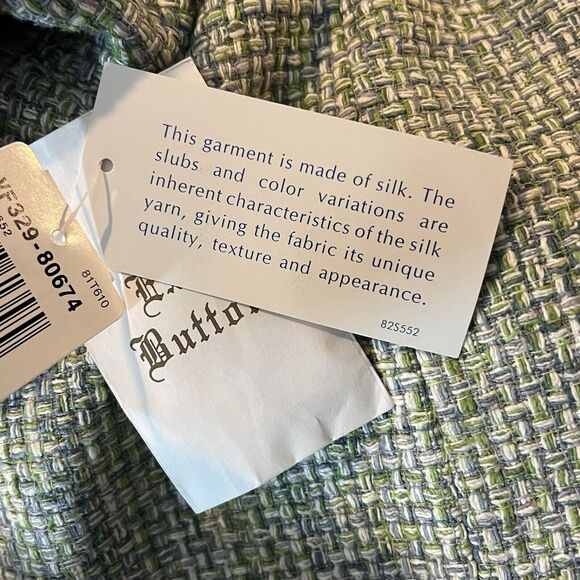 This garment is made of silk. The
slubs and color variations are
inherent characteristics of the silk
yarn, giving the fabric its unique
quality, texture and appearance.
82S552
329-80674
81T610